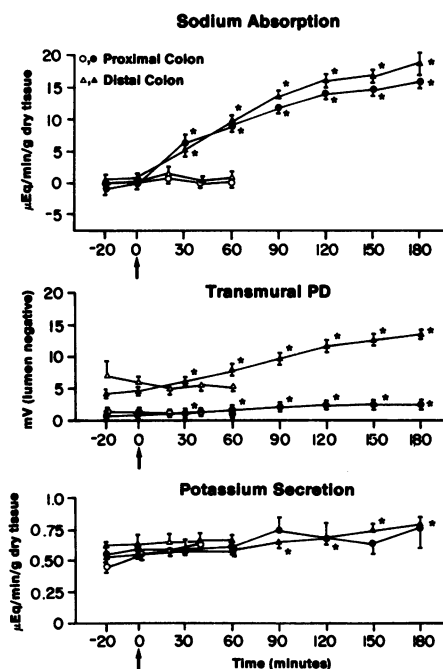 Sodium Absorption
20
15
10
5
0
-5
○,● Proximal Colon
△,▲ Distal Colon
* * * * * *
* * * * * *
µEq/min/g dry tissue
-20 0 30 60 90 120 150 180
Transmural PD
20
15
10
5
0
mV (lumen negative)
* * * * * *
* * * * * *
-20 0 30 60 90 120 150 180
Potassium Secretion
1.0
0.75
0.50
0.25
0
µEq/min/g dry tissue
* * * *
-20 0 30 60 90 120 150 180
Time (minutes)